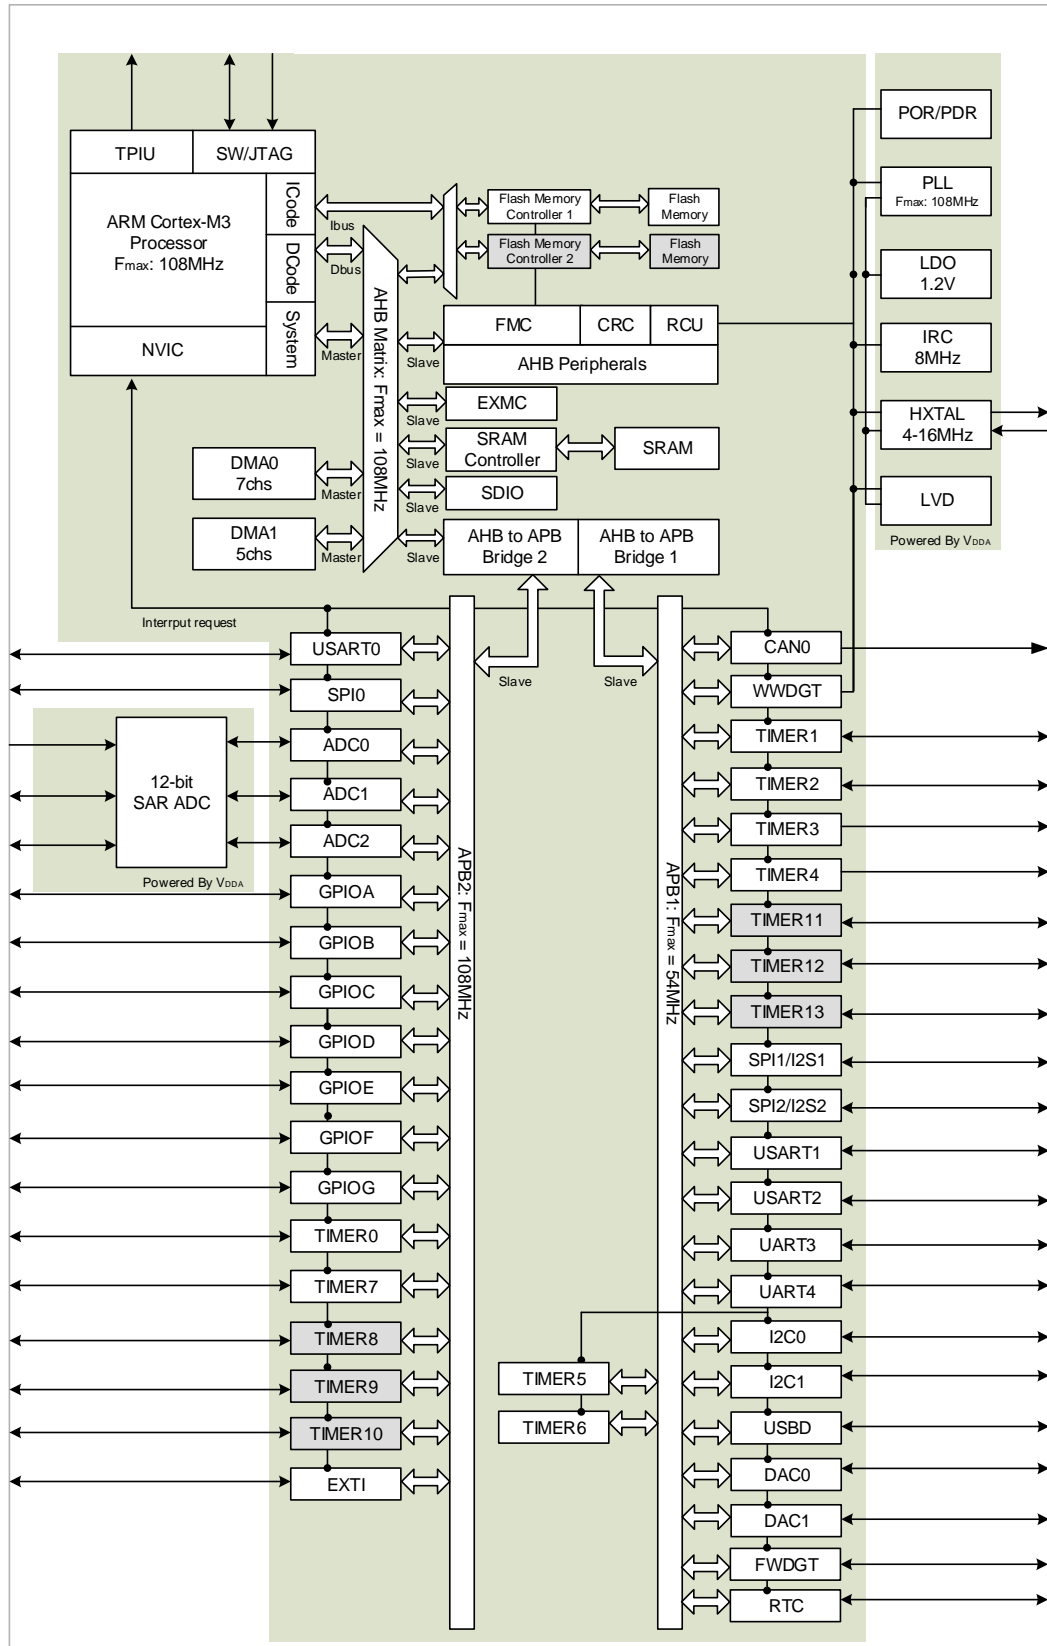 TPIU
SW/JTAG
ARM Cortex-M3
Processor
Fmax: 108MHz
ICode
DCode
System
NVIC
Ibus
Dbus
Master
AHB Matrix: Fmax = 108MHz
Flash Memory
Controller 1
Flash
Memory
Flash Memory
Controller 2
Flash
Memory
FMC
CRC
RCU
AHB Peripherals
Slave
EXMC
Slave
SRAM
Controller
SRAM
Slave
SDIO
Slave
AHB to APB
Bridge 2
AHB to APB
Bridge 1
Slave
DMA0
7chs
Master
DMA1
5chs
Master
POR/PDR
PLL
Fmax: 108MHz
LDO
1.2V
IRC
8MHz
HXTAL
4-16MHz
LVD
Powered By VDDA
Interrput request
Slave
Slave
12-bit
SAR ADC
Powered By VDDA
USART0
SPI0
ADC0
ADC1
ADC2
GPIOA
GPIOB
GPIOC
GPIOD
GPIOE
GPIOF
GPIOG
TIMER0
TIMER7
TIMER8
TIMER9
TIMER10
EXTI
APB2: Fmax = 108MHz
TIMER5
TIMER6
APB1: Fmax = 54MHz
CAN0
WWDGT
TIMER1
TIMER2
TIMER3
TIMER4
TIMER11
TIMER12
TIMER13
SPI1/I2S1
SPI2/I2S2
USART1
USART2
UART3
UART4
I2C0
I2C1
USBD
DAC0
DAC1
FWDGT
RTC